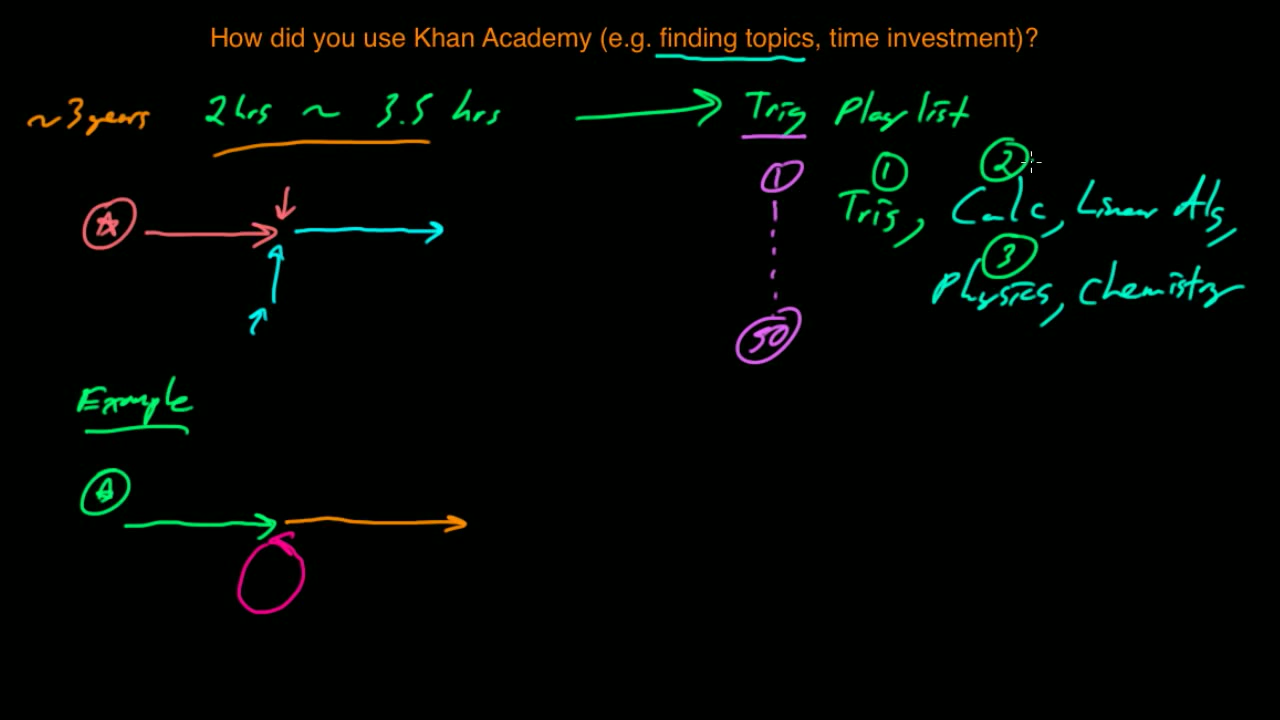 How did you use Khan Academy (e.g. finding topics, time investment)?
~3 years 2 hrs ~ 3.5 hrs → Trig Playlist
1 1 2
Trig, Calc, Linear Alg,
3
Physics, Chemistry
50
Example